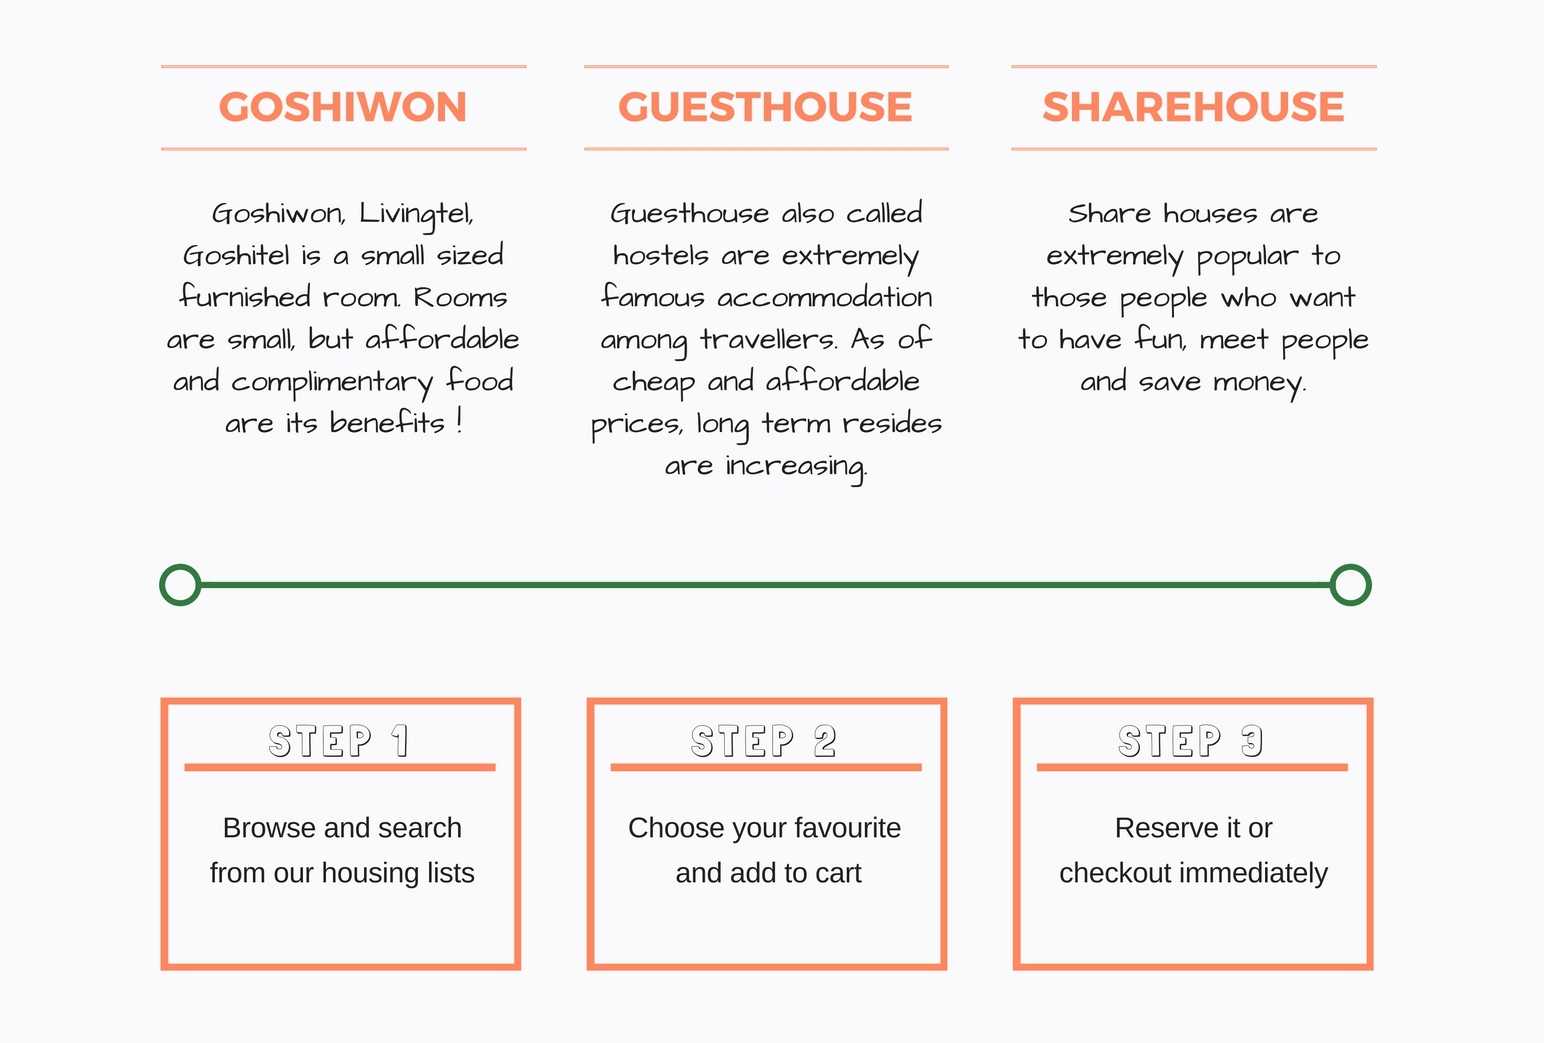 GOSHIWON
Goshiwon, Livingtel,
Goshitel is a small sized
furnished room. Rooms
are small, but affordable
and complimentary food
are its benefits !
GUESTHOUSE
Guesthouse also called
hostels are extremely
famous accommodation
among travellers. As of
cheap and affordable
prices, long term resides
are increasing.
SHAREHOUSE
Share houses are
extremely popular to
those people who want
to have fun, meet people
and save money.
STEP 1
Browse and search
from our housing lists
STEP 2
Choose your favourite
and add to cart
STEP 3
Reserve it or
checkout immediately